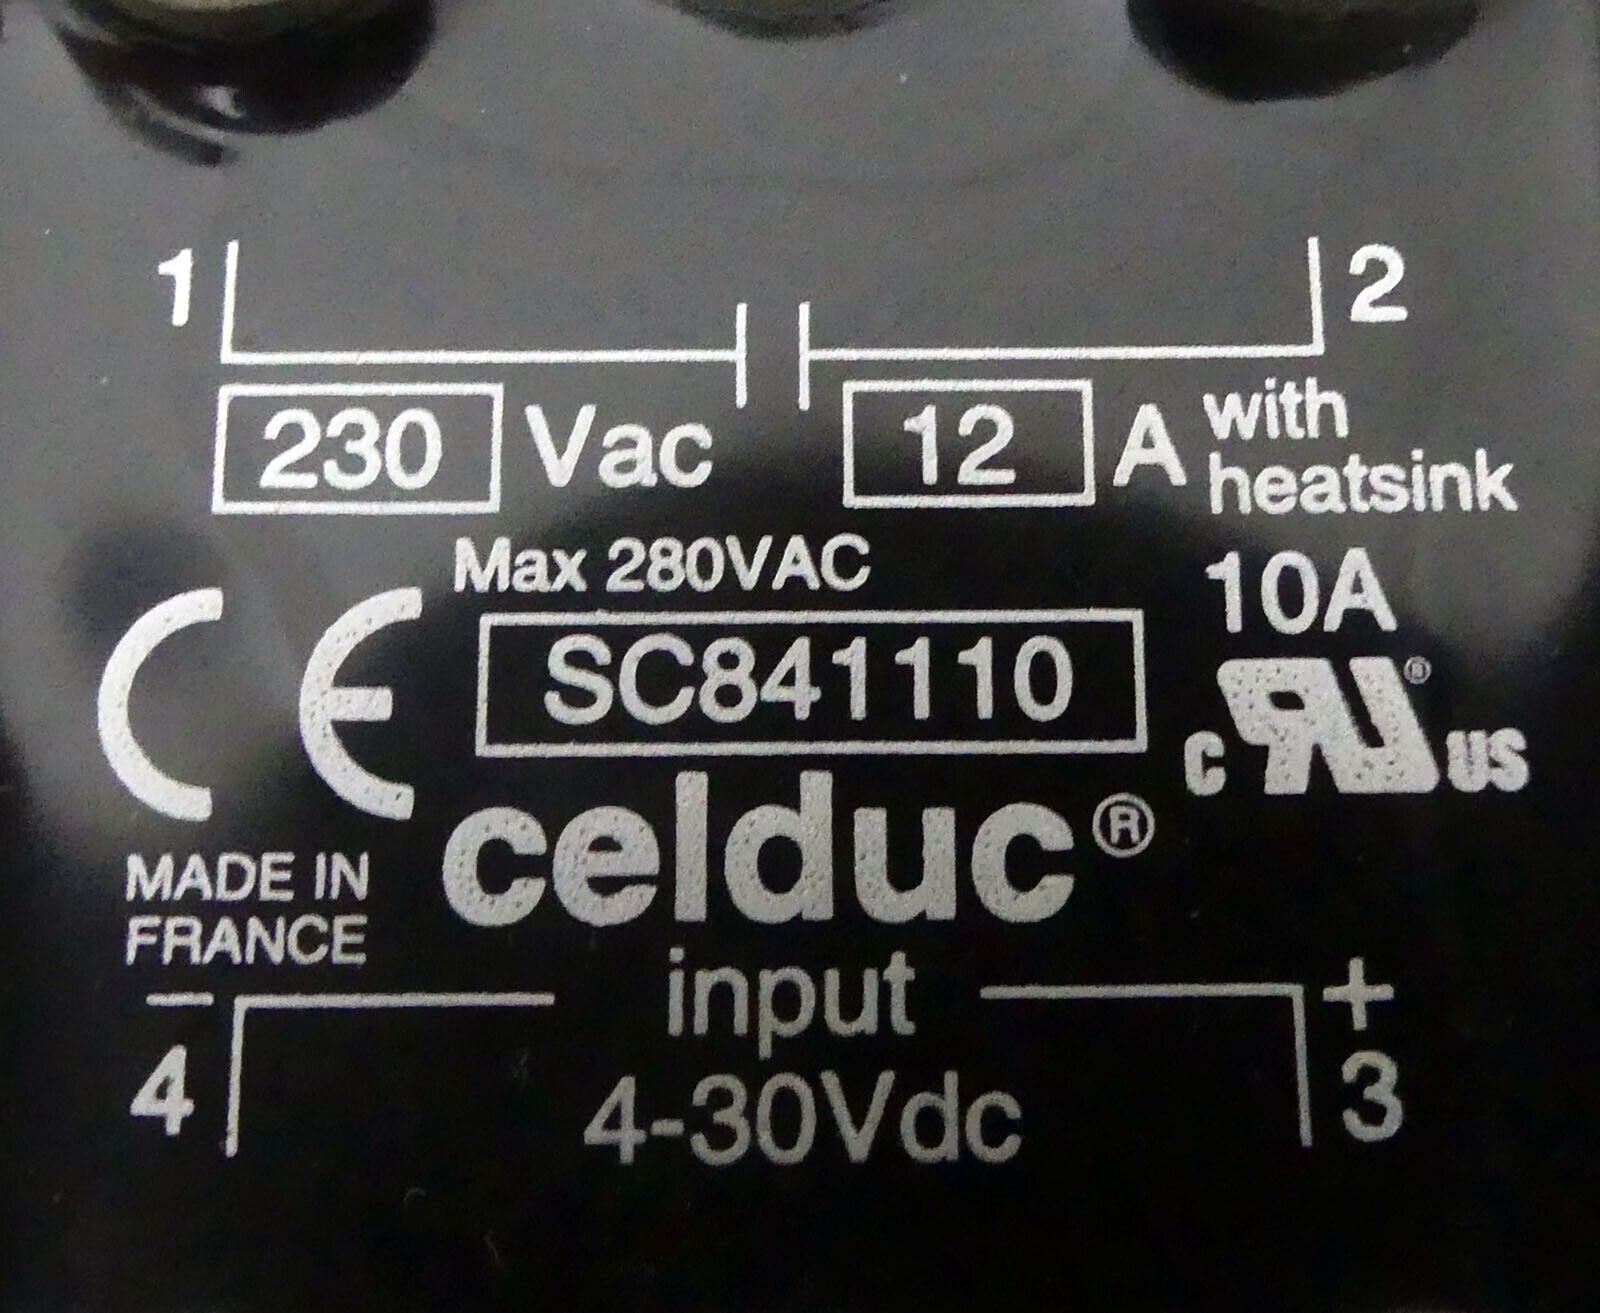 1 2
230 Vac 12 A with
heatsink
Max 280VAC 10A
CE SC841110 c RU® US
celduc®
MADE IN
FRANCE
input
- +
4 4-30Vdc 3